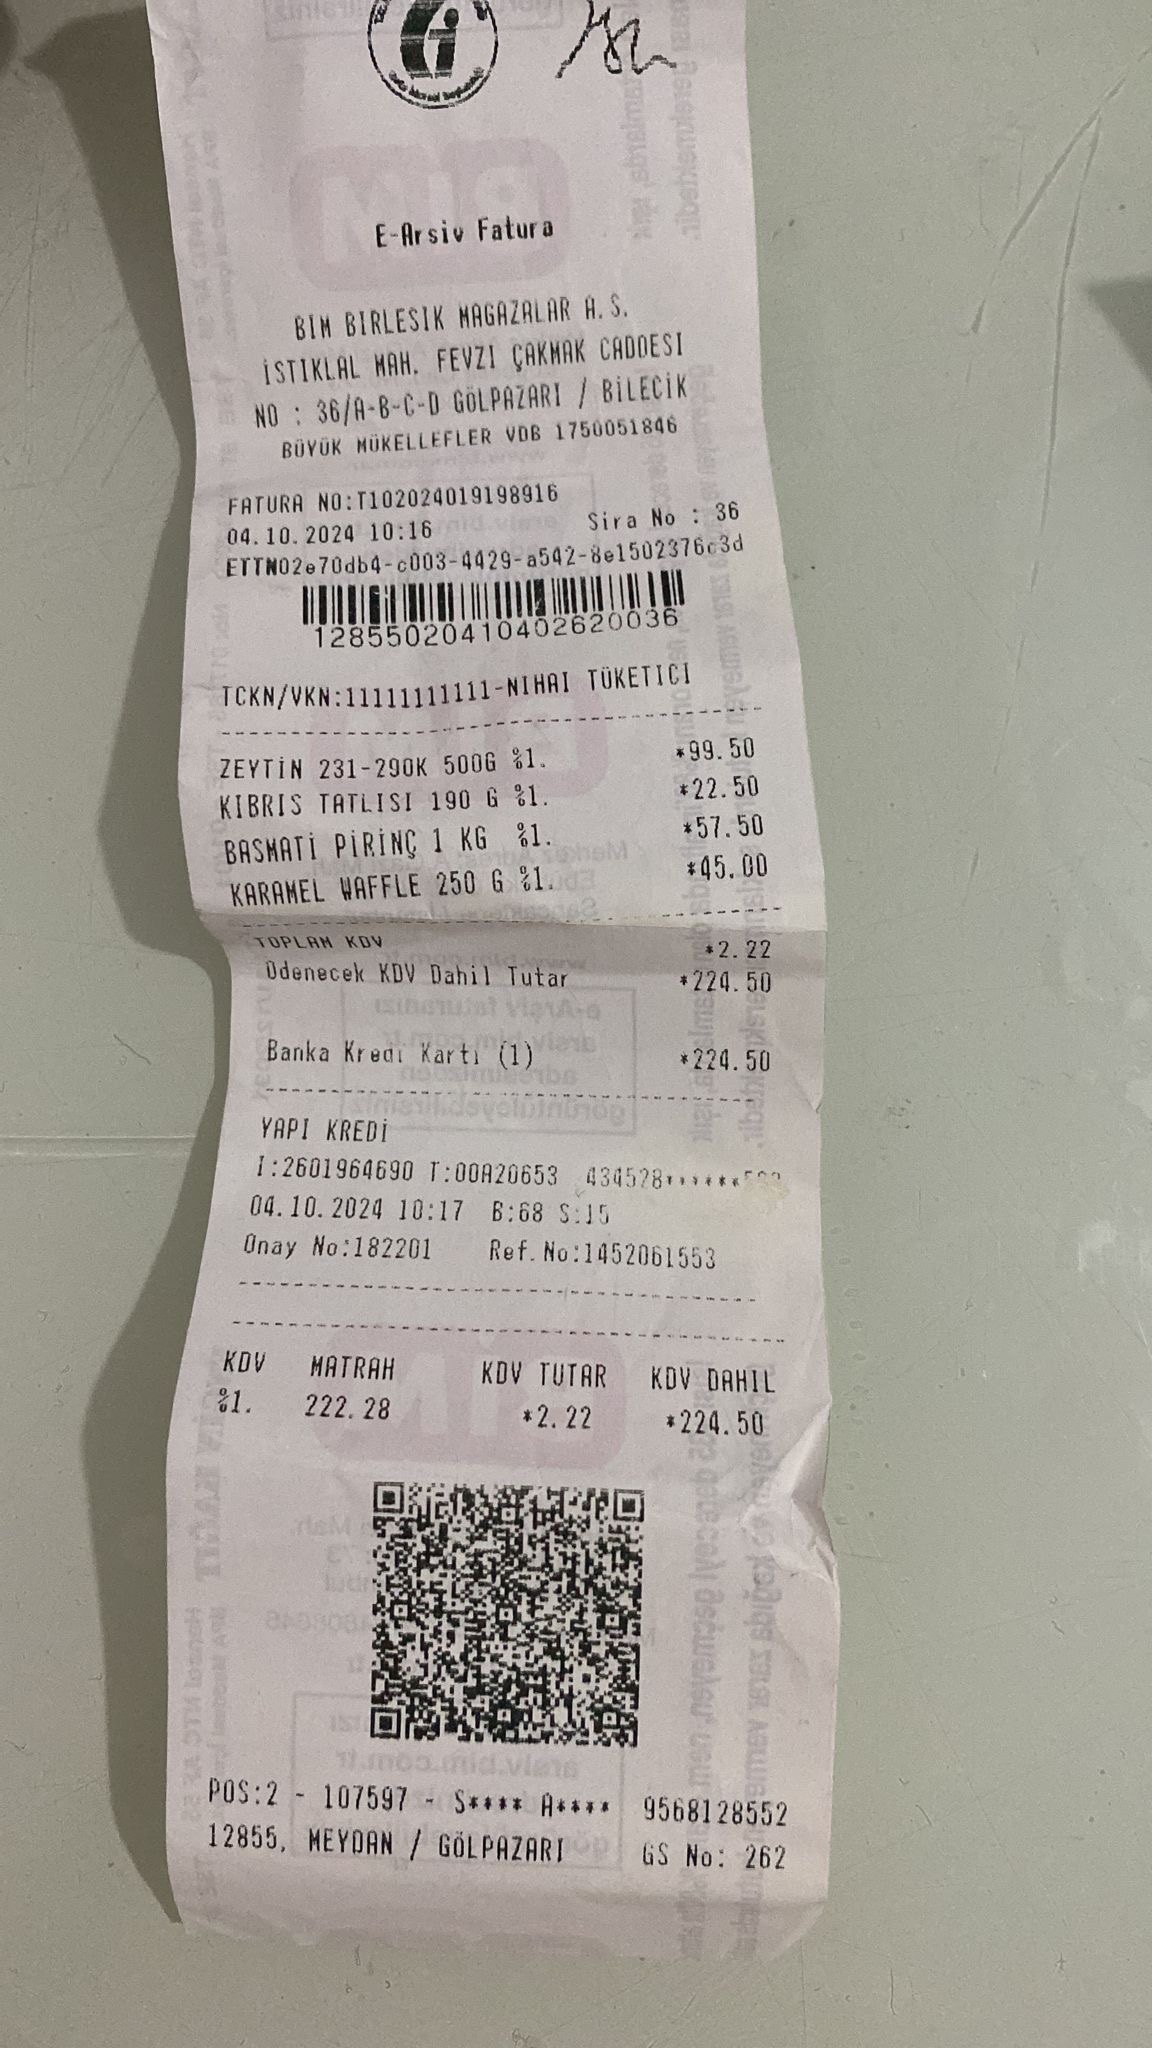 E-Arsiv Fatura
BİM BIRLESIK MAGAZALAR A.S.
İSTIKLAL MAH. FEVZI ÇAKMAK CADDESI
NO : 36/A-B-C-D GÖLPAZARI / BİLECİK
BÜYÜK MÜKELLEFLER VDB 1750051846
FATURA NO:T102024019198916
04.10.2024 10:16 Sira No : 36
ETTN02e70db4-c003-4429-a542-8e1502376c3d
12855020410402620036
TCKN/VKN:11111111111-NIHAI TÜKETICI
ZEYTİN 231-290K 500G %1. *99.50
KIBRIS TATLISI 190 G %1. *22.50
BASMATİ PİRİNÇ 1 KG %1. *57.50
KARAMEL WAFFLE 250 G %1. *45.00
TOPLAM KDV *2.22
Odenecek KDV Dahil Tutar *224.50
Banka Kredi Kartı (1) *224.50
YAPI KREDİ
I:2601964690 T:00A20653 434528******
04.10.2024 10:17 B:68 S:15
Onay No:182201 Ref.No:1452061553
KDV MATRAH KDV TUTAR KDV DAHIL
%1. 222.28 *2.22 *224.50
POS:2 - 107597 - S**** A**** 9568128552
12855, MEYDAN / GÖLPAZARI GS No: 262